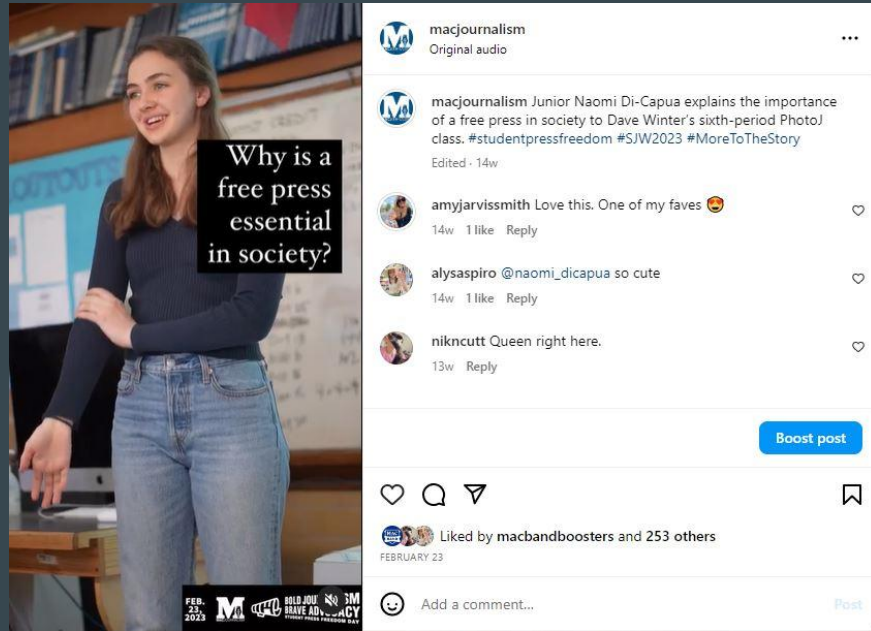 Why is a
free press
essential
in society?
FEB.
23,
2023
M
BOLD JOU SM
BRAVE ADV ACY
STUDENT PRESS FREEDOM DAY
macjournalism
Original audio
macjournalism Junior Naomi Di-Capua explains the importance
of a free press in society to Dave Winter's sixth-period PhotoJ
class. #studentpressfreedom #SJW2023 #MoreToTheStory
Edited · 14w
amyjarvissmith Love this. One of my faves 😍
14w 1 like Reply
alysaspiro @naomi_dicapua so cute
14w 1 like Reply
nikncutt Queen right here.
13w Reply
Boost post
Liked by macbandboosters and 253 others
FEBRUARY 23
Add a comment...
Post